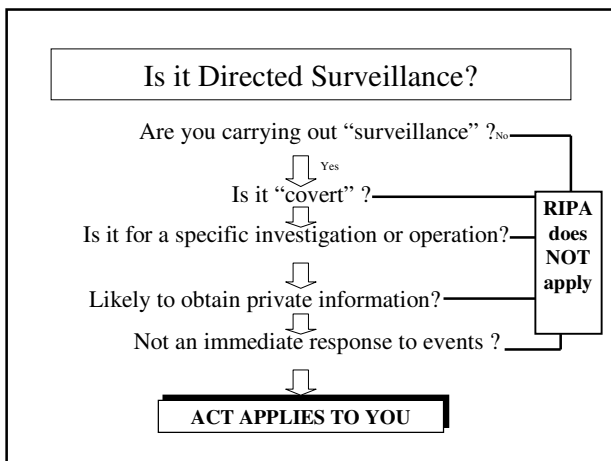 Is it Directed Surveillance?
Are you carrying out “surveillance” ?
No
Yes
Is it “covert” ?
Is it for a specific investigation or operation?
Likely to obtain private information?
Not an immediate response to events ?
RIPA
does
NOT
apply
ACT APPLIES TO YOU